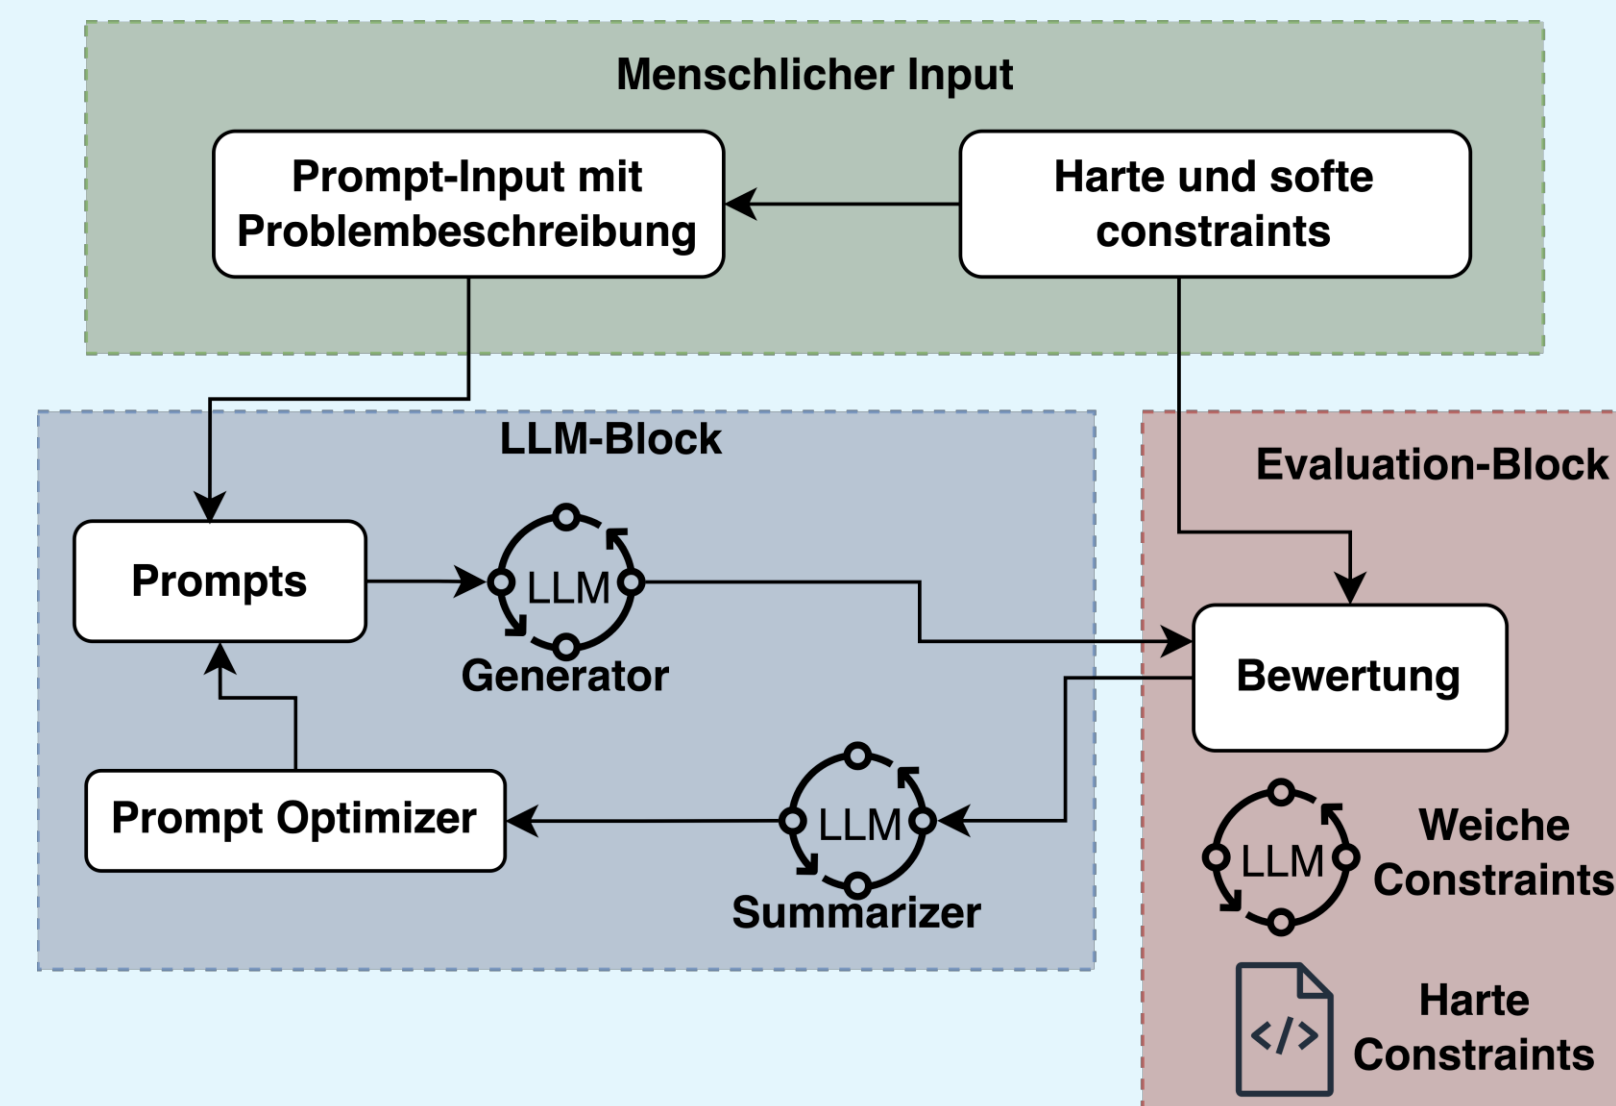 Menschlicher Input
Prompt-Input mit
Problembeschreibung
Harte und softe
constraints
LLM-Block
Prompts
LLM
Generator
Prompt Optimizer
LLM
Summarizer
Evaluation-Block
Bewertung
LLM
Weiche
Constraints
</>
Harte
Constraints